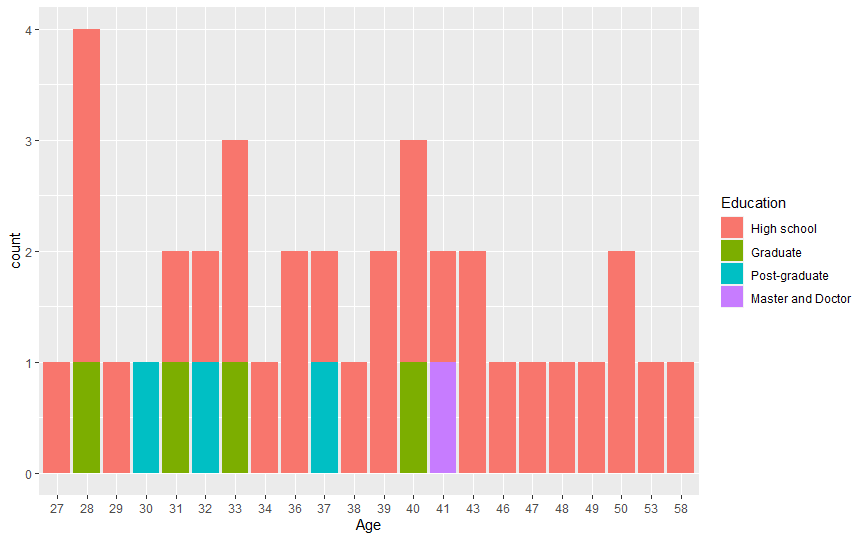 4
3
2
1
0
count
27 28 29 30 31 32 33 34 36 37 38 39 40 41 43 46 47 48 49 50 53 58
Age
Education
High school
Graduate
Post-graduate
Master and Doctor